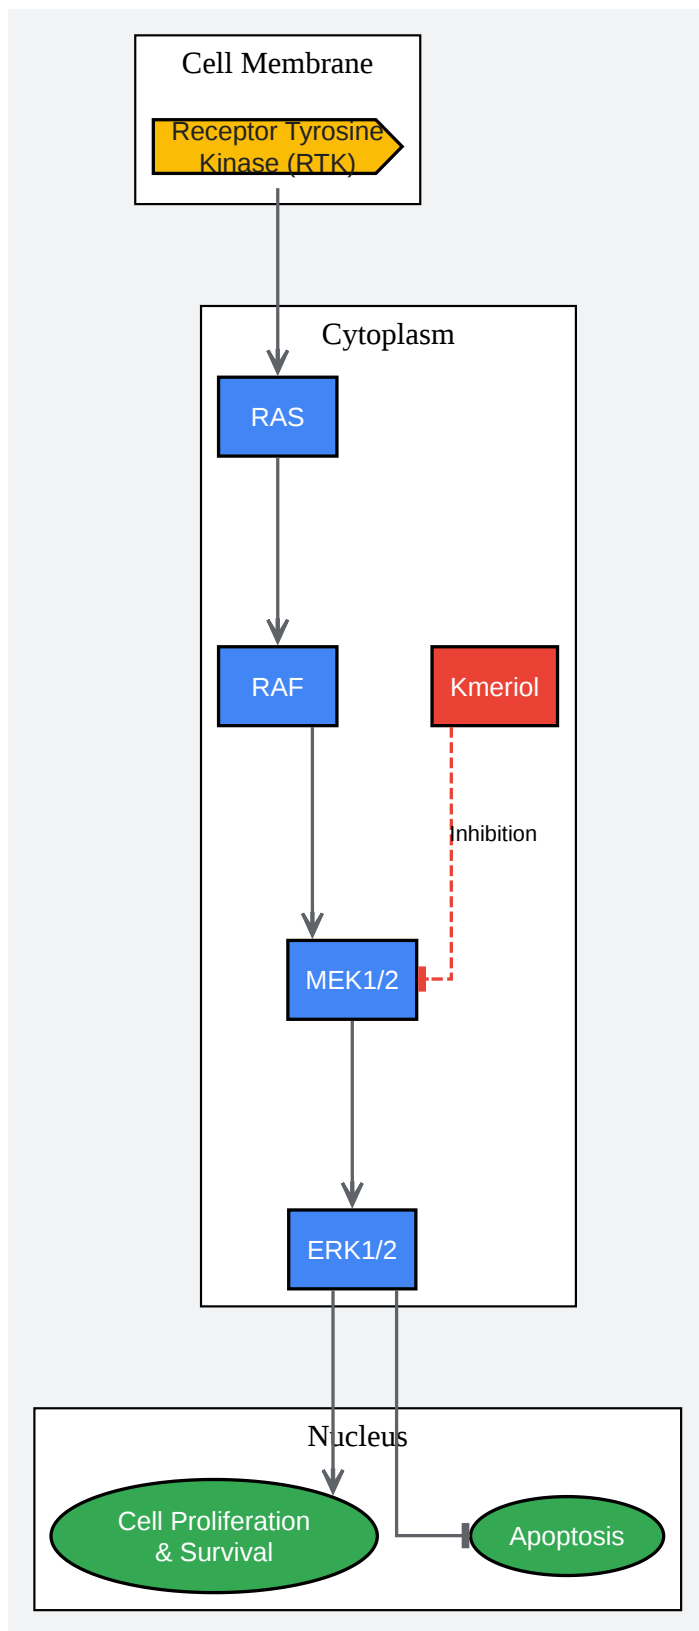 Cell Membrane
Receptor Tyrosine
Kinase (RTK)
Cytoplasm
RAS
RAF
Kmeriol
Inhibition
MEK1/2
ERK1/2
Nucleus
Cell Proliferation
& Survival
Apoptosis